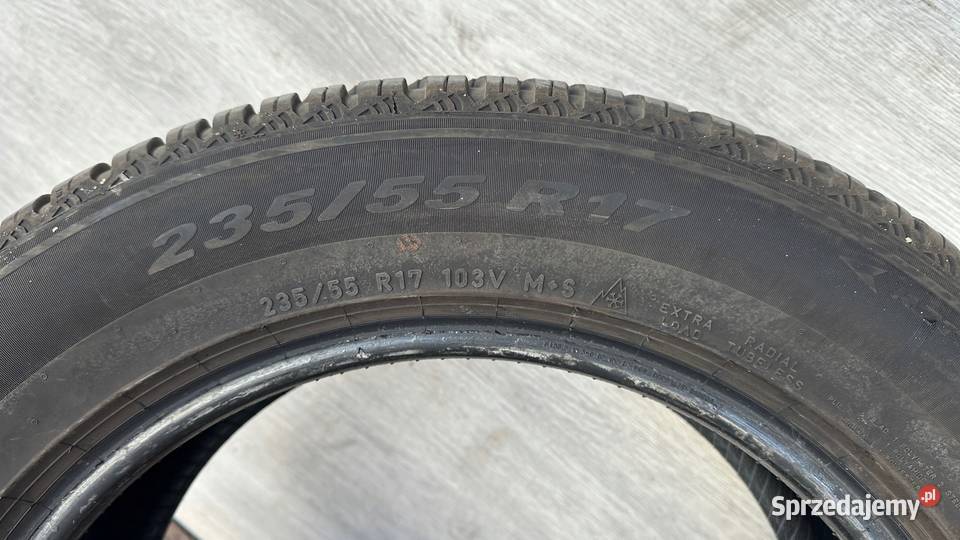 235/55 R17
235/55 R17 103V M+S
EXTRA
LOAD
RADIAL
TUBELESS
Sprzedajemy.pl